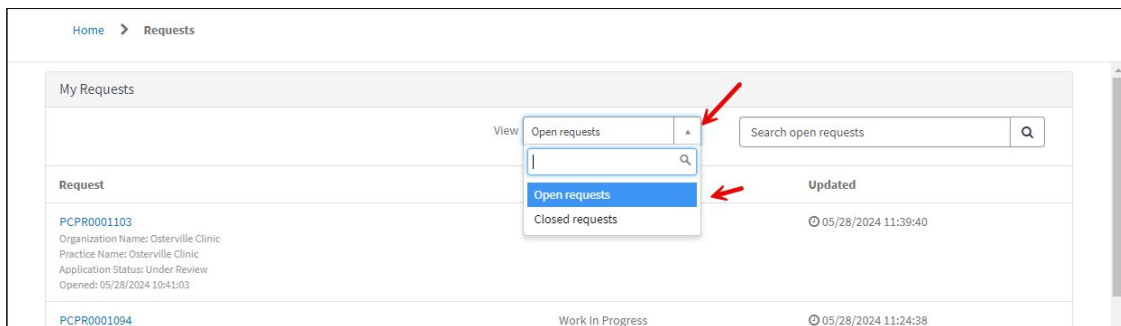 Home > Requests
My Requests
View Open requests Search open requests
Open requests
Closed requests
Request Updated
PCPR0001103 05/28/2024 11:39:40
Organization Name: Osterville Clinic
Practice Name: Osterville Clinic
Application Status: Under Review
Opened: 05/28/2024 10:41:03
PCPR0001094 Work In Progress 05/28/2024 11:24:38